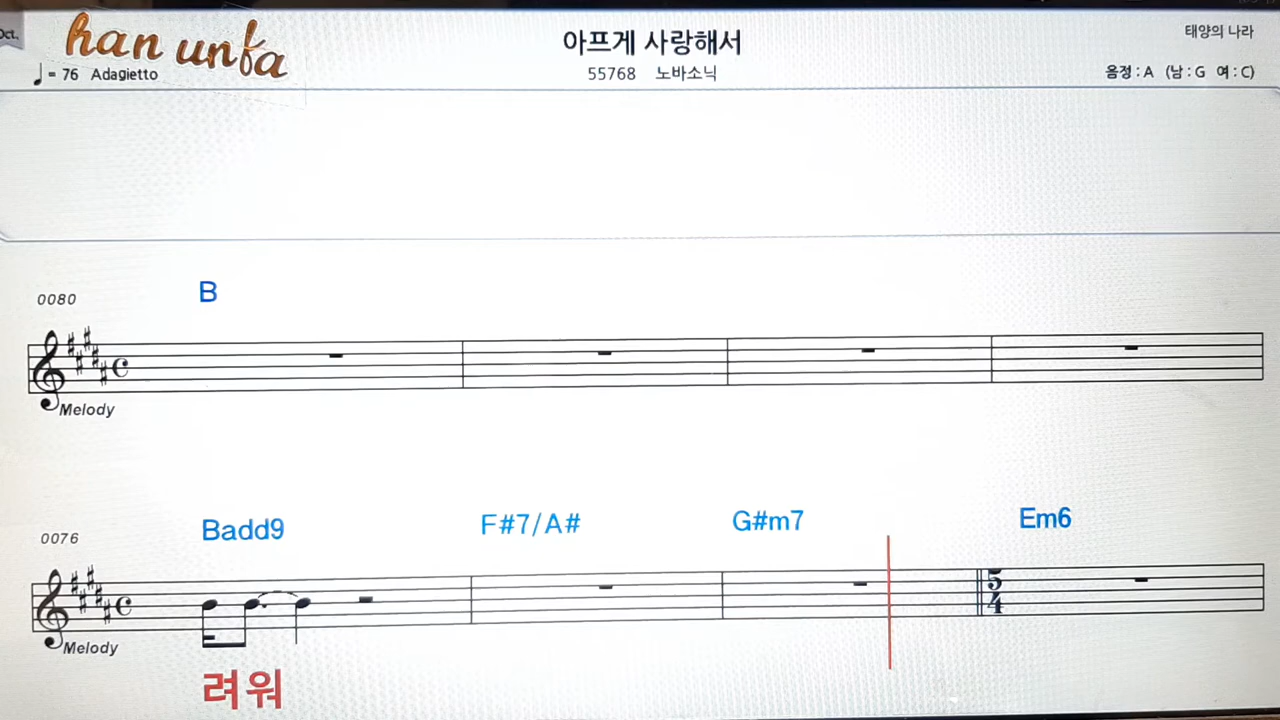 Oct.
han unfa
아프게 사랑해서
태양의 나라
= 76 Adagietto
55768 노바소닉
음정 : A (남 : G 여 : C)
0080
B
Melody
0076
Badd9 F#7/A# G#m7 Em6
5
4
Melody
려워